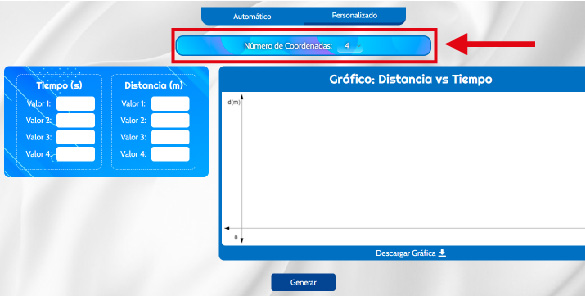 Automático Personalizado
Número de Coordenadas: 4
Tiempo (s) Distancia (m)
Valor 1: Valor 1:
Valor 2: Valor 2:
Valor 3: Valor 3:
Valor 4: Valor 4:
Gráfico: Distancia vs Tiempo
d(m)
Descargar Gráfica
Generar